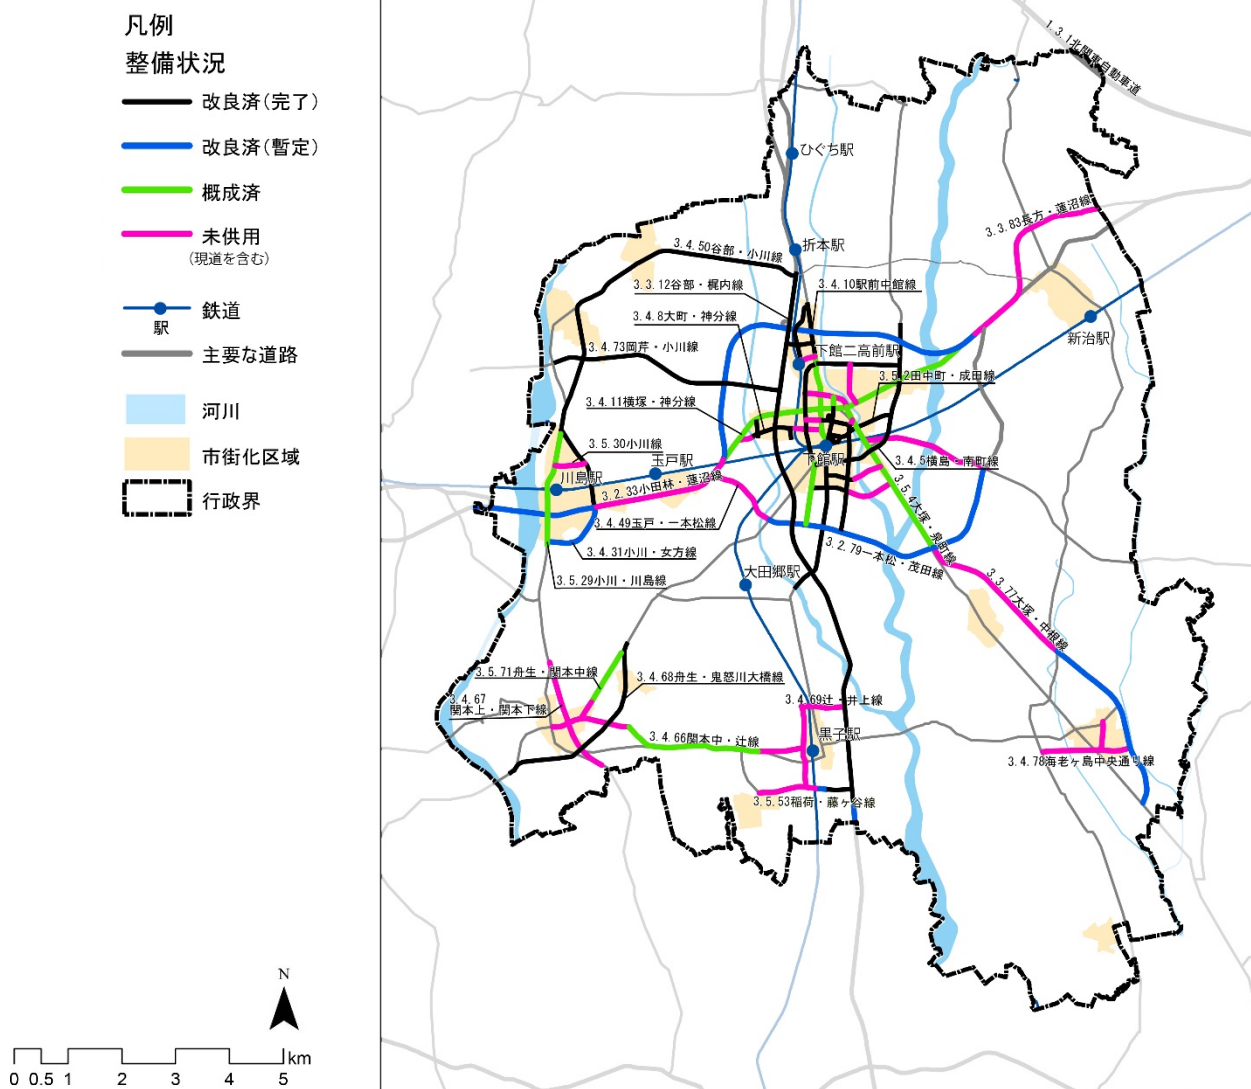 凡例
整備状況
改良済(完了)
改良済(暫定)
概成済
未供用
(現道を含む)
駅
鉄道
主要な道路
河川
市街化区域
行政界
N
km
0 0.5 1 2 3 4 5
1.3.1北関東自動車道
ひぐち駅
3.3.83長方・蓮沼線
折本駅
3.4.50谷部・小川線
3.3.12谷部・梶内線
3.4.10駅前中館線
3.4.8大町・神分線
新治駅
3.4.73岡芹・小川線
下館二高前駅
3.5.2田中町・成田線
3.4.11横塚・神分線
3.5.30小川線
玉戸駅
下館駅
3.4.5横島・南町線
川島駅
3.2.33小田林・蓮沼線
3.5.4大塚・泉町線
3.4.49玉戸・一本松線
3.2.79一本松・茂田線
3.4.31小川・女方線
大田郷駅
3.5.29小川・川島線
3.3.77大塚・中根線
3.5.71舟生・関本中線
3.4.68舟生・鬼怒川大橋線
3.4.67
関本上・関本下線
3.4.69辻・井上線
黒子駅
3.4.66関本中・辻線
3.4.78海老ヶ島中央通り線
3.5.53稲荷・藤ヶ谷線